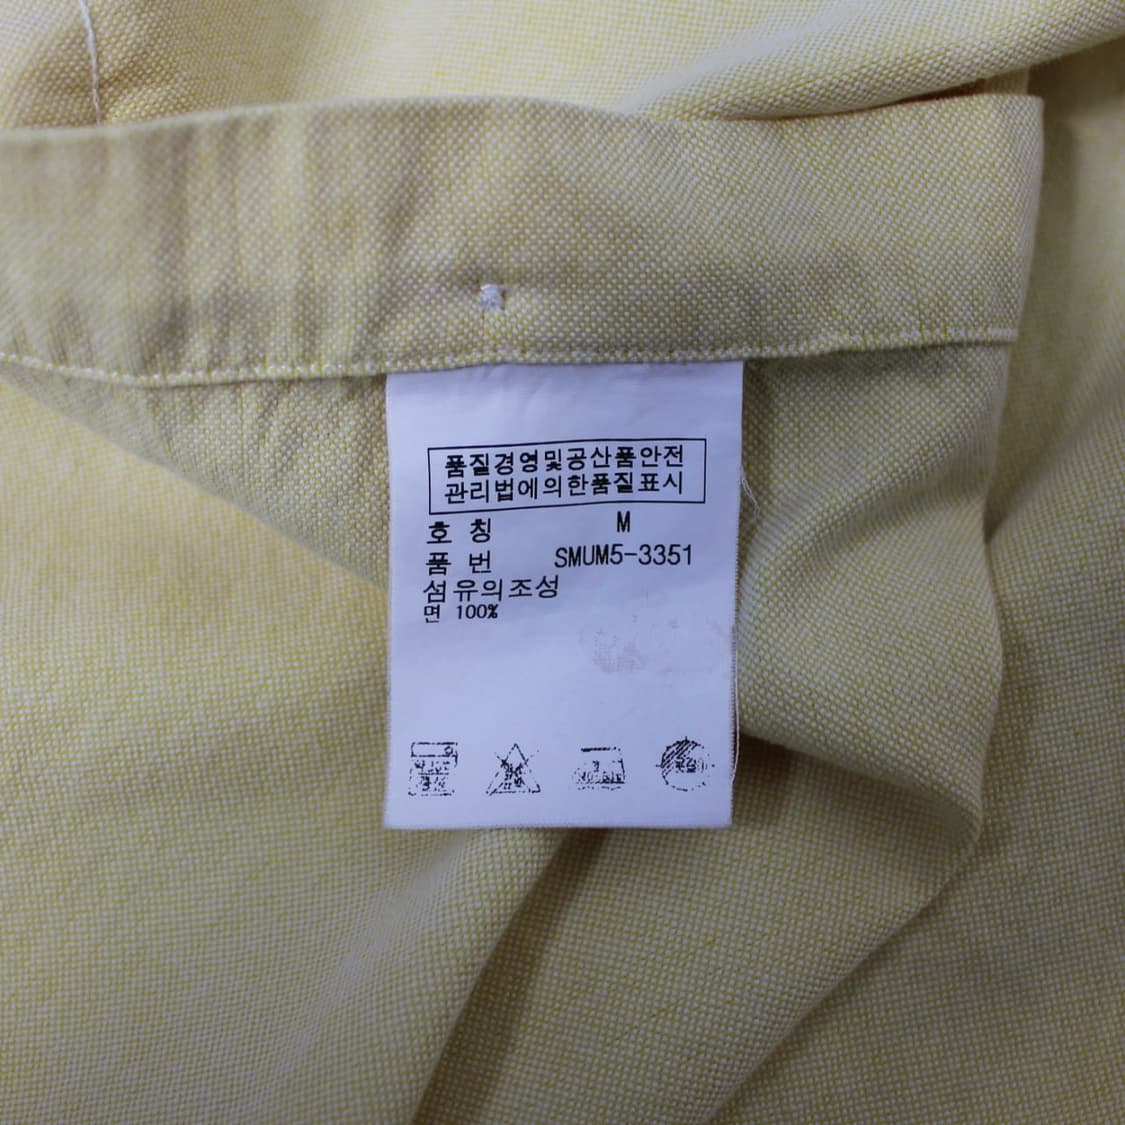 품질경영및공산품안전
관리법에의한품질표시
호 칭 M
품 번 SMUM5-3351
섬유의조성
면 100%